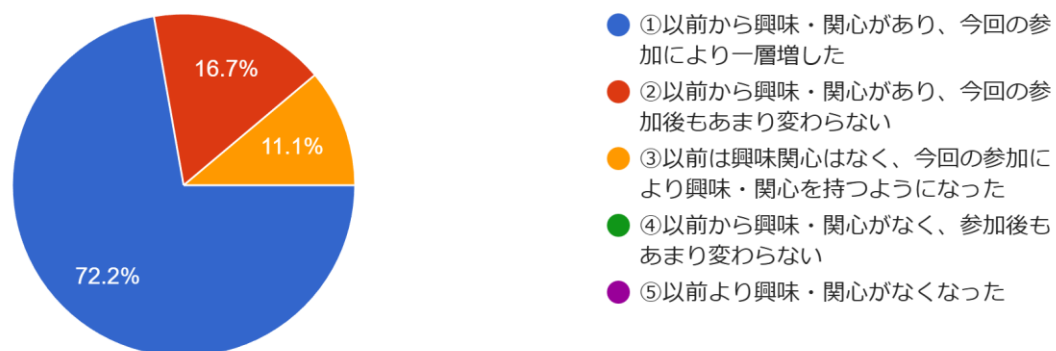 16.7%
11.1%
72.2%
①以前から興味・関心があり、今回の参
加により一層増した
②以前から興味・関心があり、今回の参
加後もあまり変わらない
③以前は興味関心はなく、今回の参加に
より興味・関心を持つようになった
④以前から興味・関心がなく、参加後も
あまり変わらない
⑤以前より興味・関心がなくなった